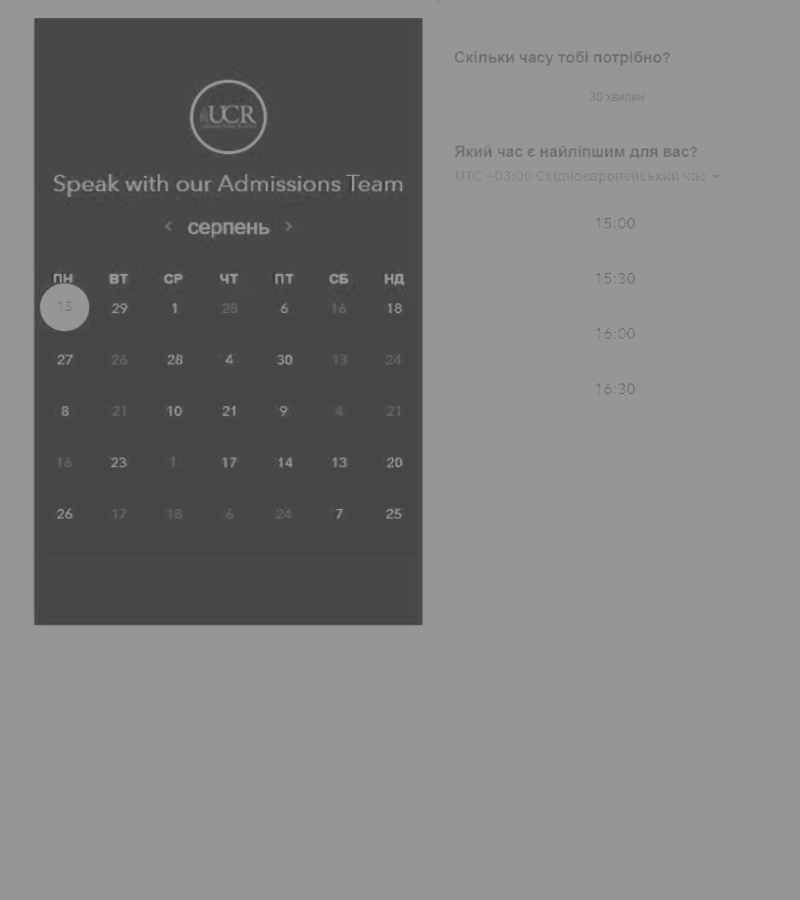 UCR
Speak with our Admissions Team
‹ серпень ›
ПН ВТ СР ЧТ ПТ СБ НД
15 29 1 28 6 16 18
27 26 28 4 30 13 24
8 21 10 21 9 4 21
16 23 1 17 14 13 20
26 17 18 6 24 7 25
Скільки часу тобі потрібно?
30 хвилин
Який час є найліпшим для вас?
UTC +03:00 Східноєвропейський час
15:00
15:30
16:00
16:30